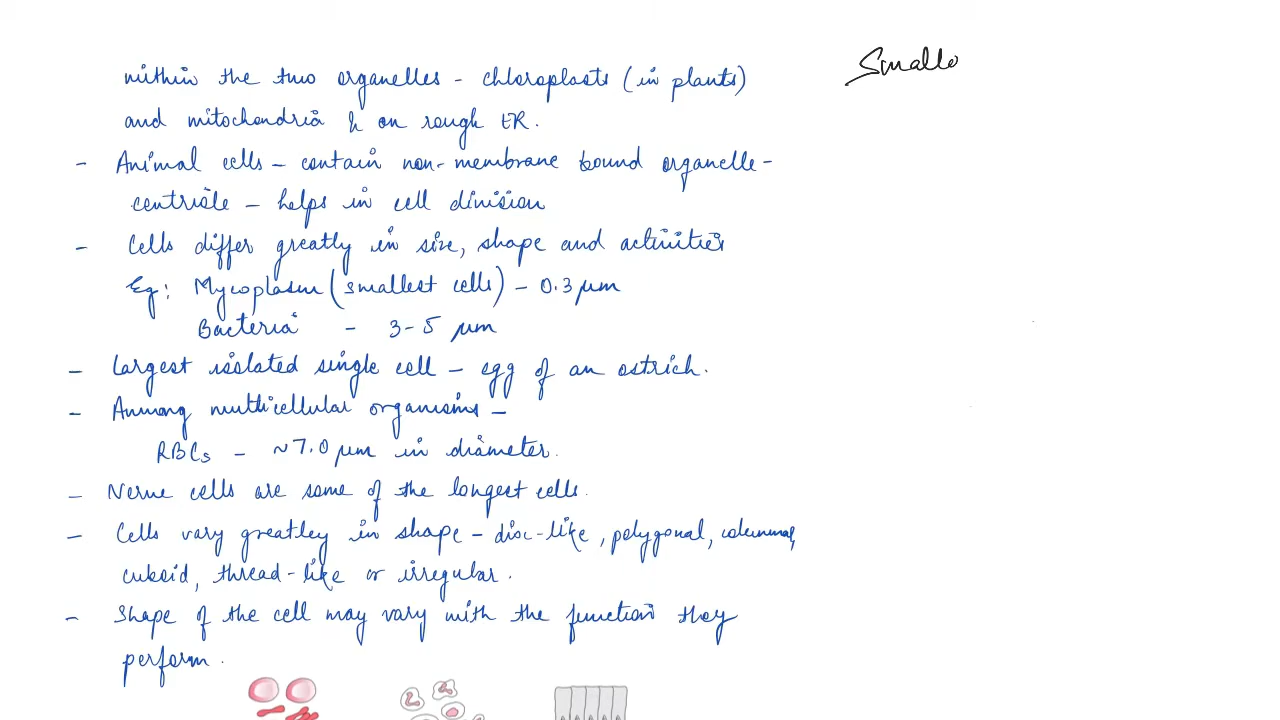 within the two organelles - chloroplasts (in plants)
and mitochondria & on rough ER.
- Animal cells - contain non-membrane bound organelle -
centriole - helps in cell division
- Cells differ greatly in size, shape and activities
Eg: Mycoplasm (smallest cells) - 0.3 μm
Bacteria - 3-5 μm
- Largest isolated single cell - egg of an ostrich.
- Among multicellular organisms -
RBCs - ~7.0 μm in diameter.
- Nerve cells are some of the longest cells.
- Cells vary greatley in shape - disc-like, polygonal, columnar,
cuboid, thread-like or irregular.
- Shape of the cell may vary with the function they
perform.
Smalle